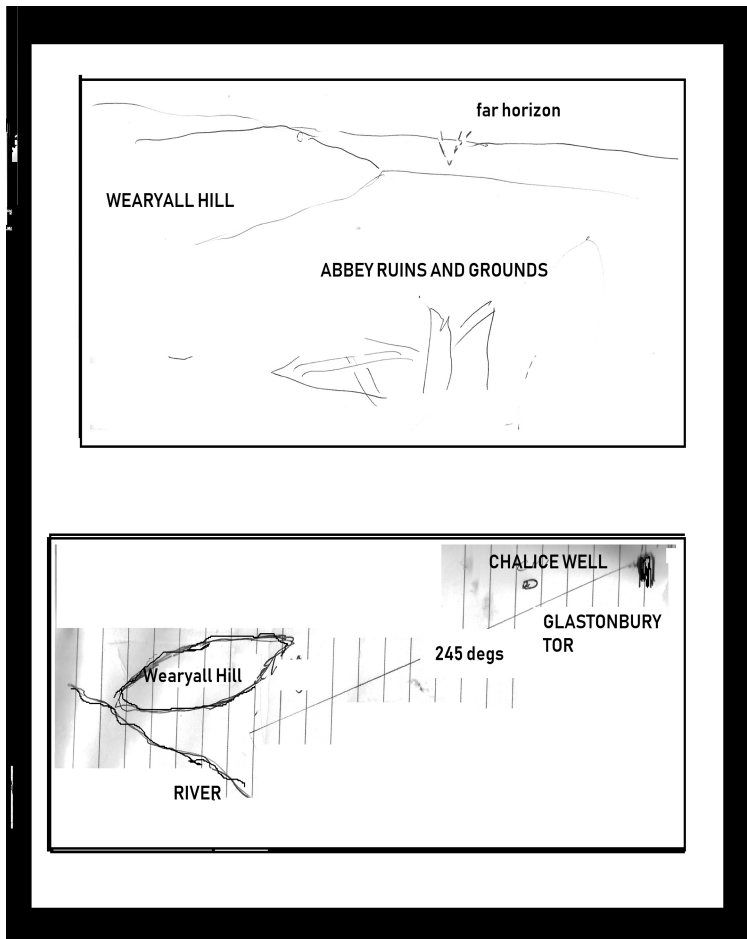 far horizon
WEARYALL HILL
ABBEY RUINS AND GROUNDS
CHALICE WELL
GLASTONBURY
TOR
245 degs
Wearyall Hill
RIVER